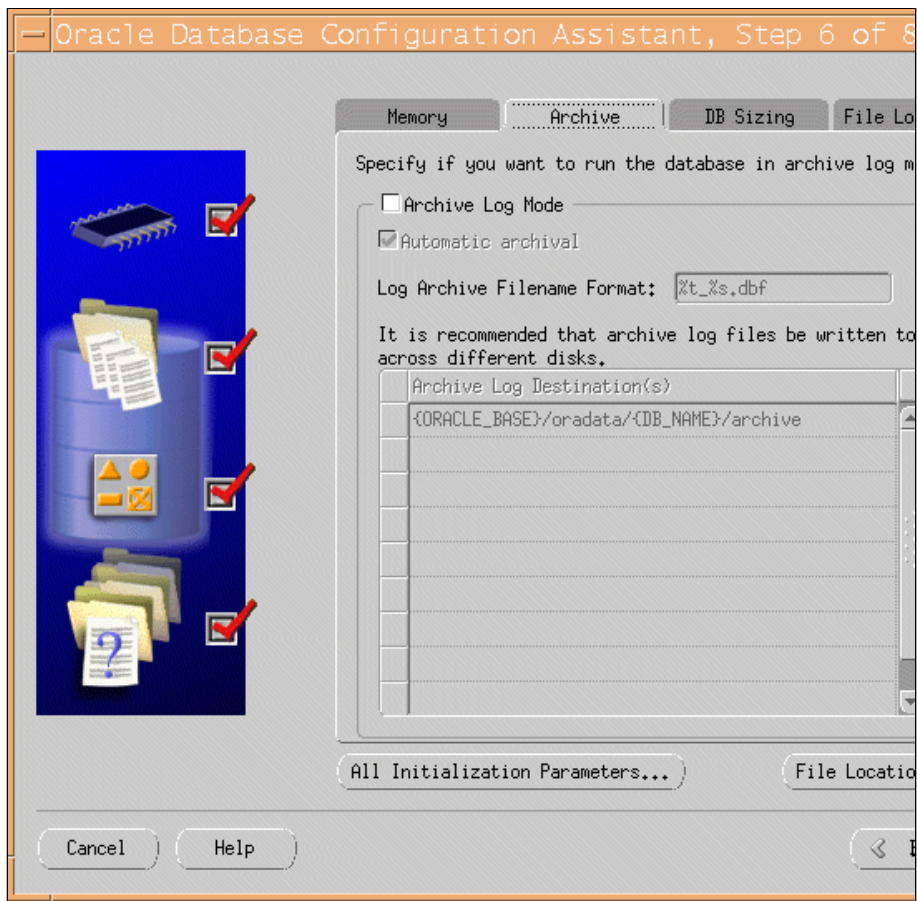 Oracle Database Configuration Assistant, Step 6 of 8
Memory Archive DB Sizing File Lo
Specify if you want to run the database in archive log m
Archive Log Mode
Automatic archival
Log Archive Filename Format: %t_%s.dbf
It is recommended that archive log files be written to
across different disks.
Archive Log Destination(s)
{ORACLE_BASE}/oradata/{DB_NAME}/archive
?
All Initialization Parameters... File Locatio
Cancel Help